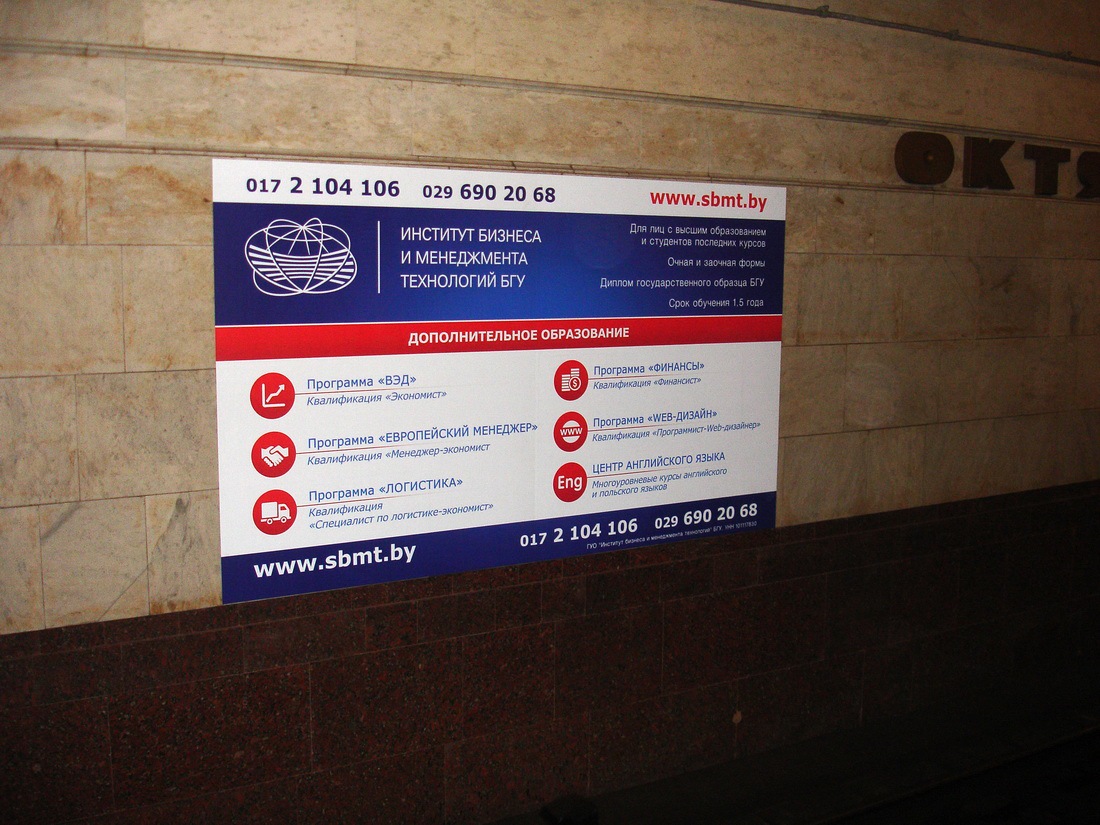 017 2 104 106 029 690 20 68 www.sbmt.by
ИНСТИТУТ БИЗНЕСА
И МЕНЕДЖМЕНТА
ТЕХНОЛОГИЙ БГУ
Для лиц с высшим образованием
и студентов последних курсов
Очная и заочная формы
Диплом государственного образца БГУ
Срок обучения 1,5 года
ДОПОЛНИТЕЛЬНОЕ ОБРАЗОВАНИЕ
Программа «ВЭД»
Квалификация «Экономист»
Программа «ЕВРОПЕЙСКИЙ МЕНЕДЖЕР»
Квалификация «Менеджер-экономист
Программа «ЛОГИСТИКА»
Квалификация
«Специалист по логистике-экономист»
$
Программа «ФИНАНСЫ»
Квалификация «Финансист»
www
Программа «WEB-ДИЗАЙН»
Квалификация «Программист-Web-дизайнер»
Eng
ЦЕНТР АНГЛИЙСКОГО ЯЗЫКА
Многоуровневые курсы английского
и польского языков
www.sbmt.by
017 2 104 106 029 690 20 68
ГУО "Институт бизнеса и менеджмента технологий" БГУ
ОКТЯ